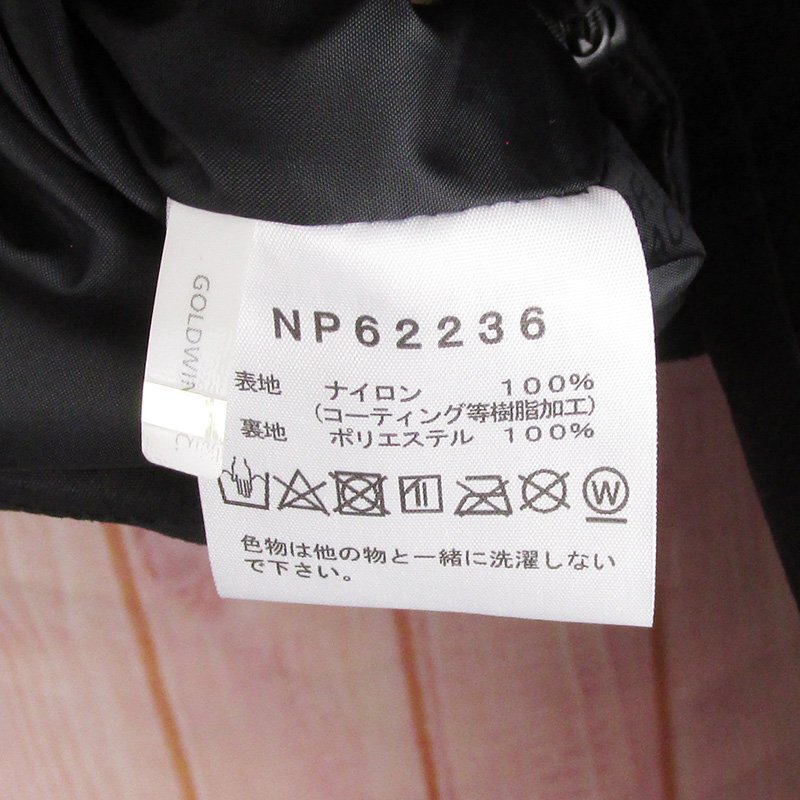 NP62236
表地 ナイロン 100%
(コーティング等樹脂加工)
裏地 ポリエステル 100%
W
色物は他の物と一緒に洗濯しない
で下さい。
GOLDWIN
C.